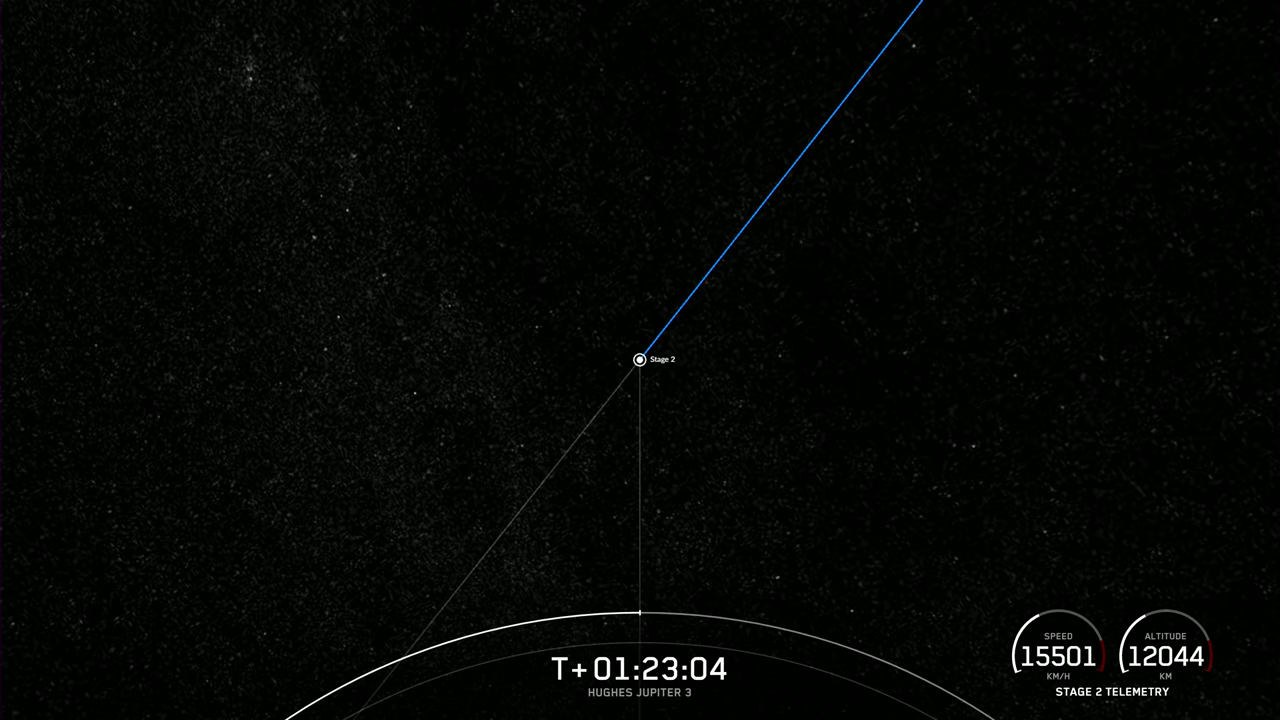 Stage 2
T+01:23:04
HUGHES JUPITER 3
SPEED
15501
KM/H
ALTITUDE
12044
KM
STAGE 2 TELEMETRY